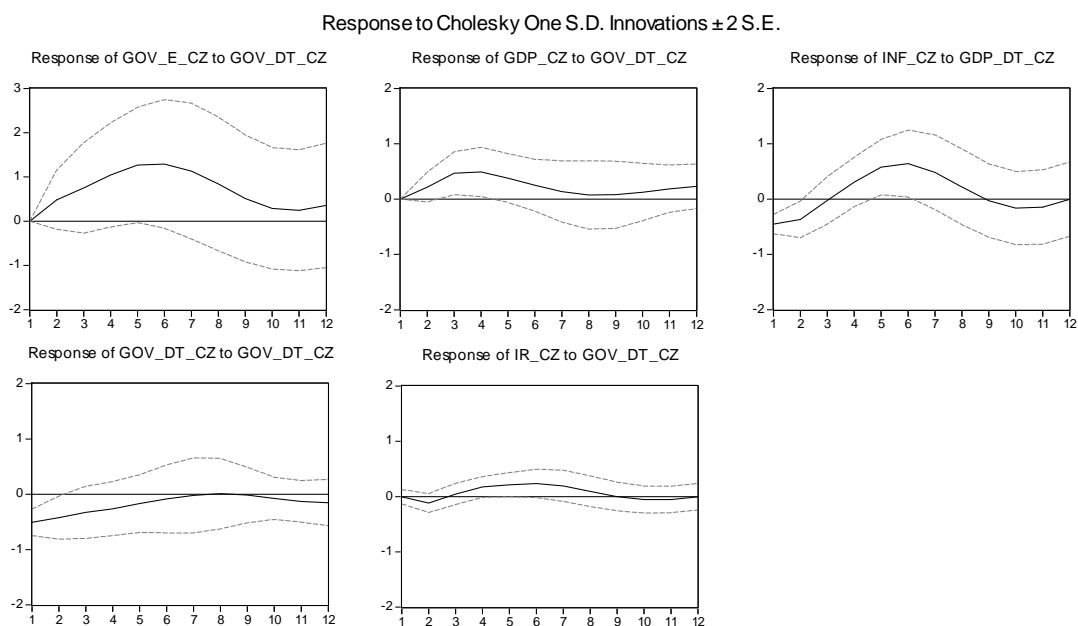 Response to Cholesky One S.D. Innovations ± 2 S.E.
Response of GOV_E_CZ to GOV_DT_CZ
3
2
1
0
-1
-2
1 2 3 4 5 6 7 8 9 10 11 12
Response of GDP_CZ to GOV_DT_CZ
2
1
0
-1
-2
1 2 3 4 5 6 7 8 9 10 11 12
Response of INF_CZ to GDP_DT_CZ
2
1
0
-1
-2
1 2 3 4 5 6 7 8 9 10 11 12
Response of GOV_DT_CZ to GOV_DT_CZ
2
1
0
-1
-2
1 2 3 4 5 6 7 8 9 10 11 12
Response of IR_CZ to GOV_DT_CZ
2
1
0
-1
-2
1 2 3 4 5 6 7 8 9 10 11 12